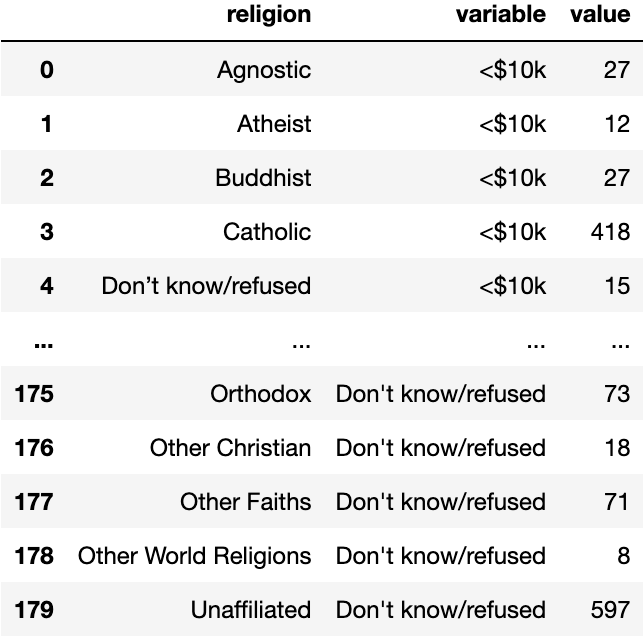 religion variable value
0 Agnostic <$10k 27
1 Atheist <$10k 12
2 Buddhist <$10k 27
3 Catholic <$10k 418
4 Don’t know/refused <$10k 15
... ... ... ...
175 Orthodox Don't know/refused 73
176 Other Christian Don't know/refused 18
177 Other Faiths Don't know/refused 71
178 Other World Religions Don't know/refused 8
179 Unaffiliated Don't know/refused 597